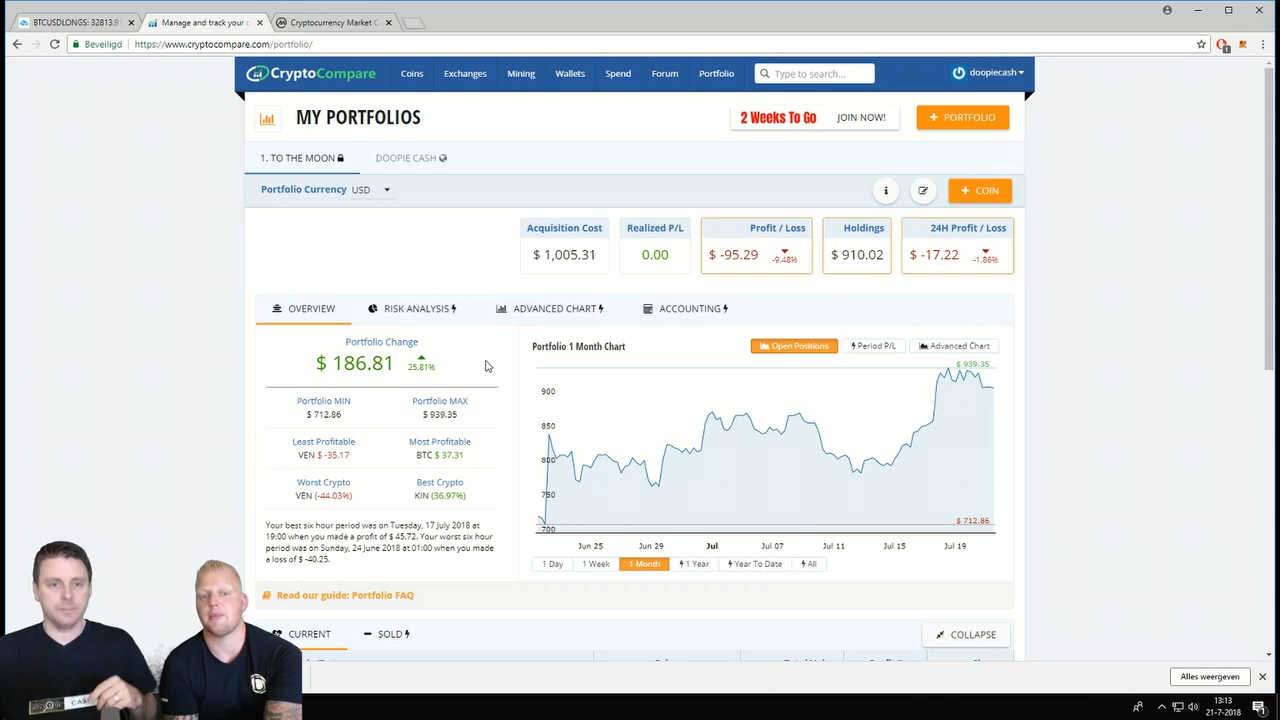 BTCUSDLONGS: 32813.9
Manage and track your c
Cryptocurrency Market C
Beveiligd
https://www.cryptocompare.com/portfolio/
CryptoCompare
Coins
Exchanges
Mining
Wallets
Spend
Forum
Portfolio
Type to search...
doopiecash
MY PORTFOLIOS
2 Weeks To Go
JOIN NOW!
+ PORTFOLIO
1. TO THE MOON
DOOPIE CASH
Portfolio Currency USD
+ COIN
Acquisition Cost
$ 1,005.31
Realized P/L
0.00
Profit / Loss
$ -95.29
-9.48%
Holdings
$ 910.02
24H Profit / Loss
$ -17.22
-1.86%
OVERVIEW
RISK ANALYSIS
ADVANCED CHART
ACCOUNTING
Portfolio Change
$ 186.81
25.81%
Portfolio MIN
$ 712.86
Portfolio MAX
$ 939.35
Least Profitable
VEN $ -35.17
Most Profitable
BTC $ 37.31
Worst Crypto
VEN (-44.03%)
Best Crypto
KIN (36.97%)
Your best six hour period was on Tuesday, 17 July 2018 at
19:00 when you made a profit of $ 45.72. Your worst six hour
period was on Sunday, 24 June 2018 at 01:00 when you made
a loss of $ -40.25.
Portfolio 1 Month Chart
Open Positions
Period P/L
Advanced Chart
$ 939.35
900
850
800
750
700
$ 712.86
Jun 25
Jun 29
Jul
Jul 07
Jul 11
Jul 15
Jul 19
1 Day
1 Week
1 Month
1 Year
Year To Date
All
Read our guide: Portfolio FAQ
CURRENT
SOLD
COLLAPSE
Alles weergeven
13:13
21-7-2018